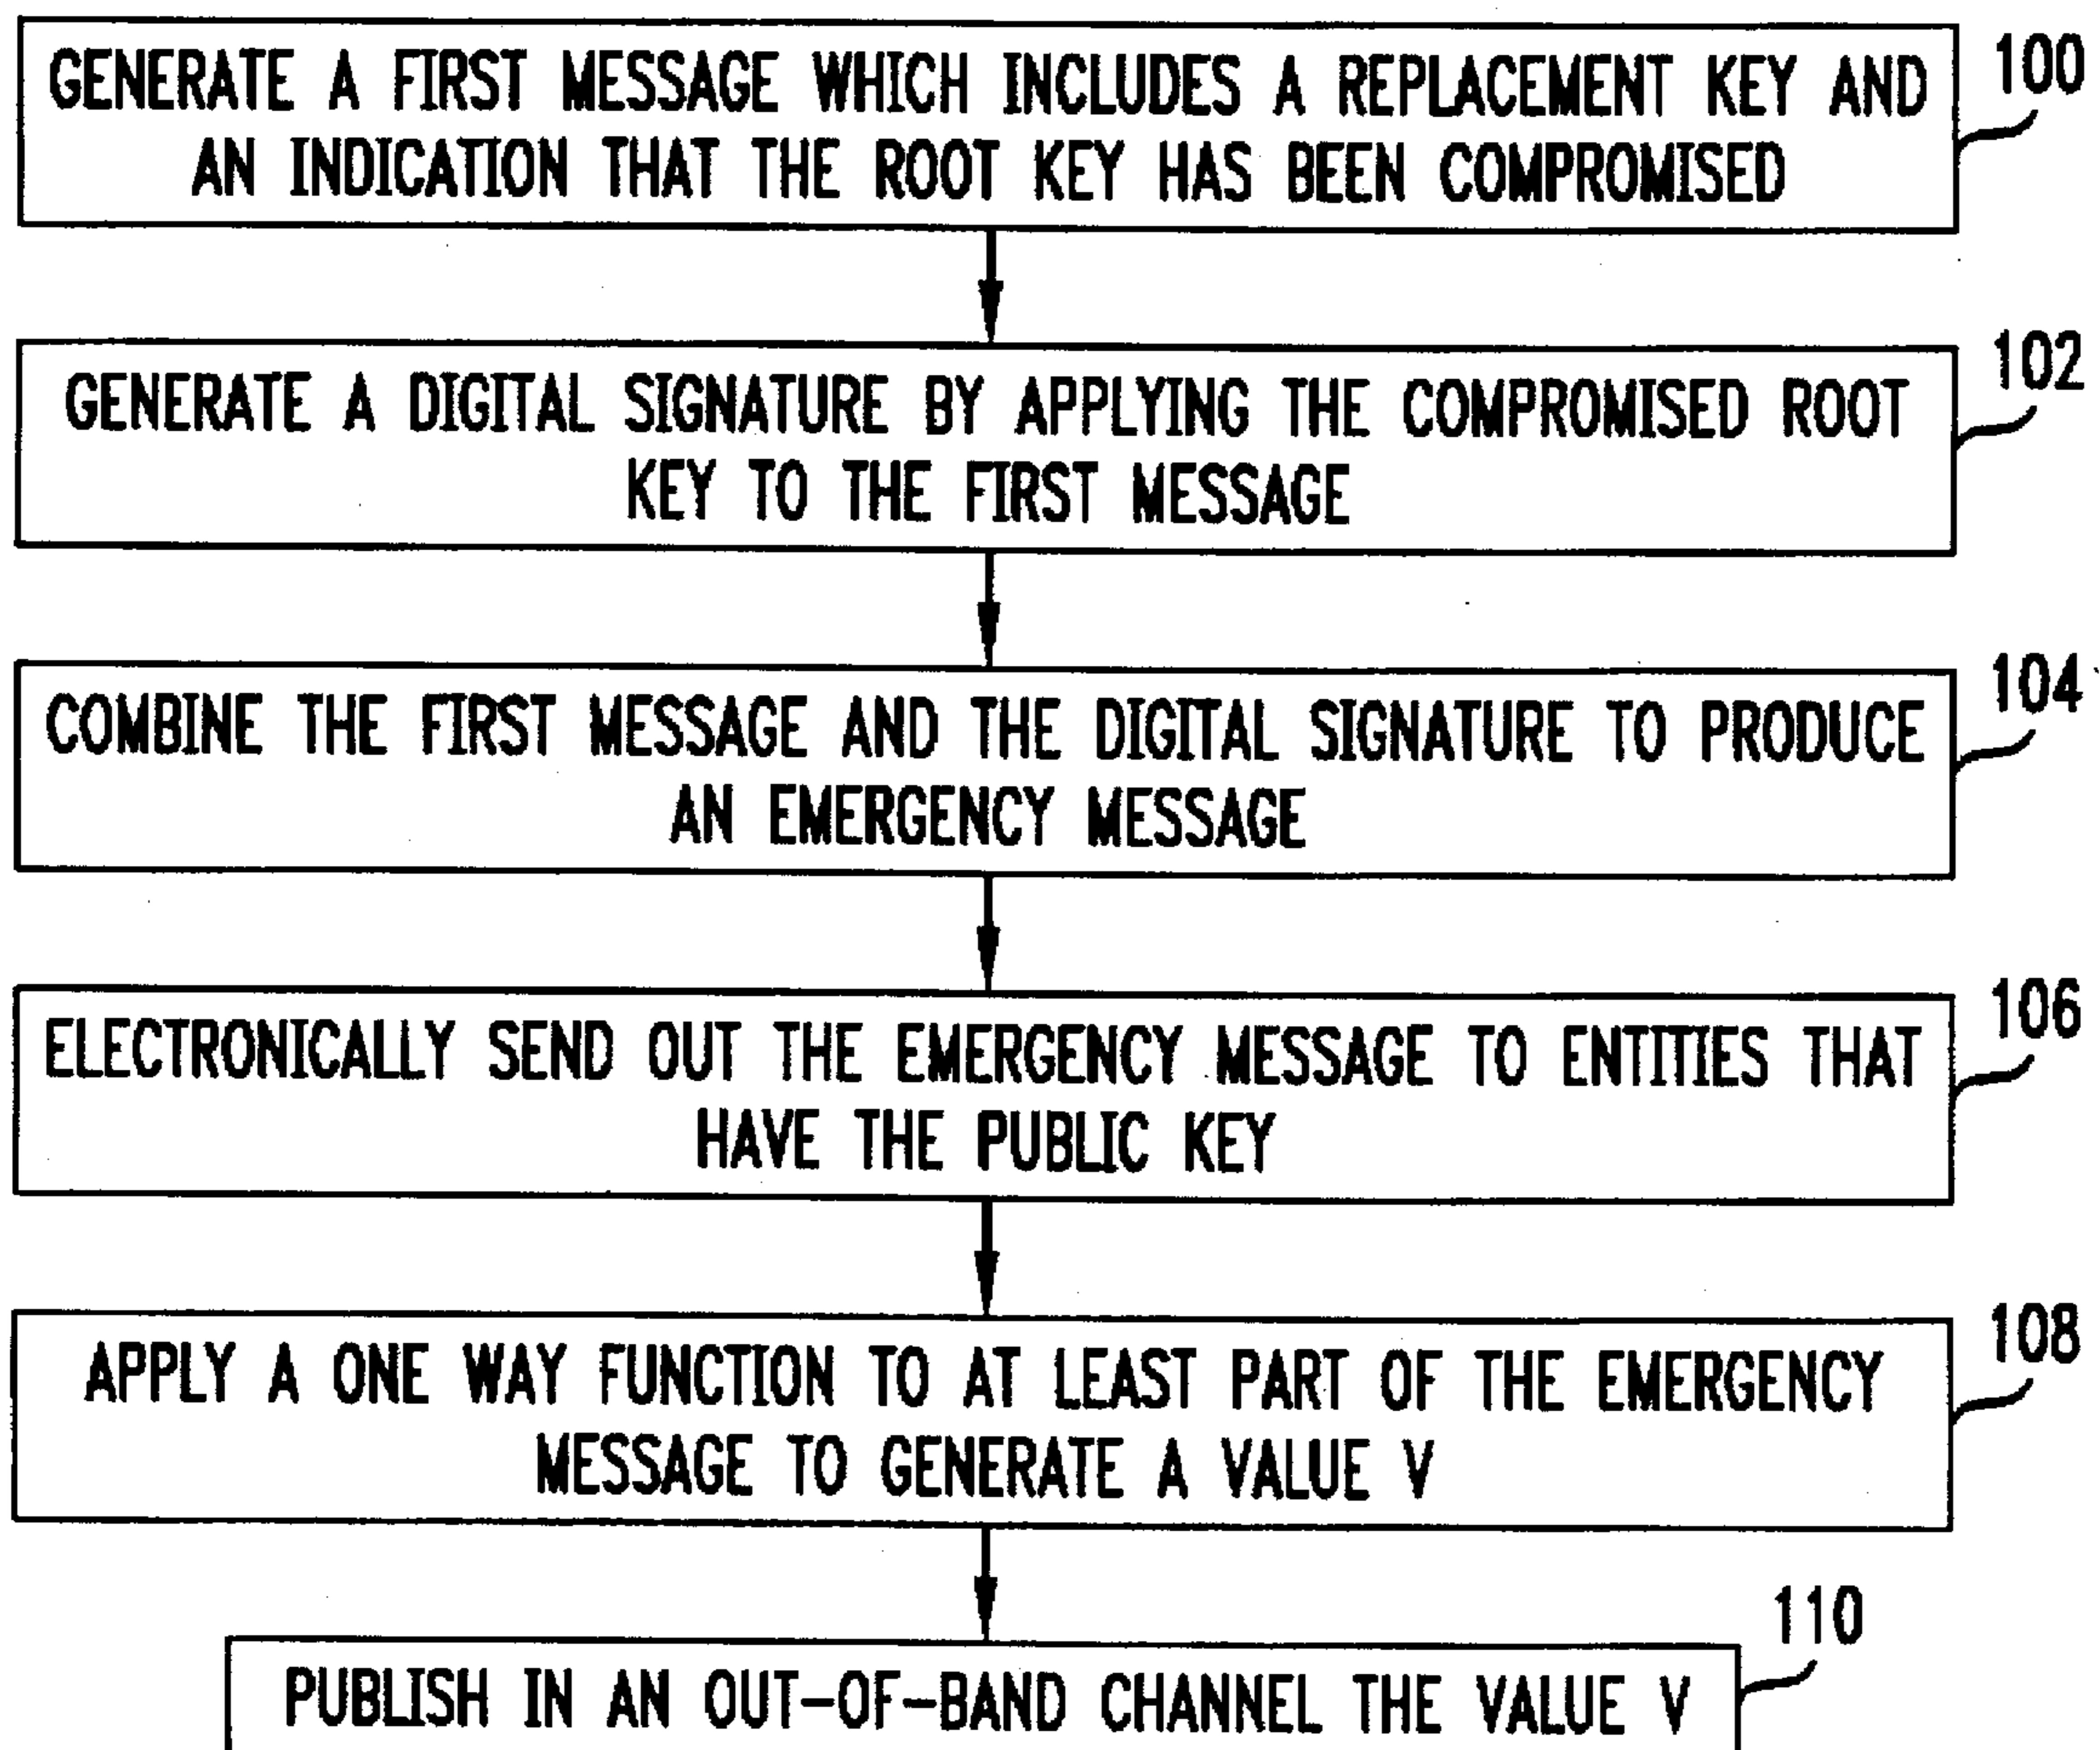 GENERATE A FIRST MESSAGE WHICH INCLUDES A REPLACEMENT KEY AND
AN INDICATION THAT THE ROOT KEY HAS BEEN COMPROMISED
100
GENERATE A DIGITAL SIGNATURE BY APPLYING THE COMPROMISED ROOT
KEY TO THE FIRST MESSAGE
102
COMBINE THE FIRST MESSAGE AND THE DIGITAL SIGNATURE TO PRODUCE
AN EMERGENCY MESSAGE
104
ELECTRONICALLY SEND OUT THE EMERGENCY MESSAGE TO ENTITIES THAT
HAVE THE PUBLIC KEY
106
APPLY A ONE WAY FUNCTION TO AT LEAST PART OF THE EMERGENCY
MESSAGE TO GENERATE A VALUE V
108
PUBLISH IN AN OUT-OF-BAND CHANNEL THE VALUE V
110